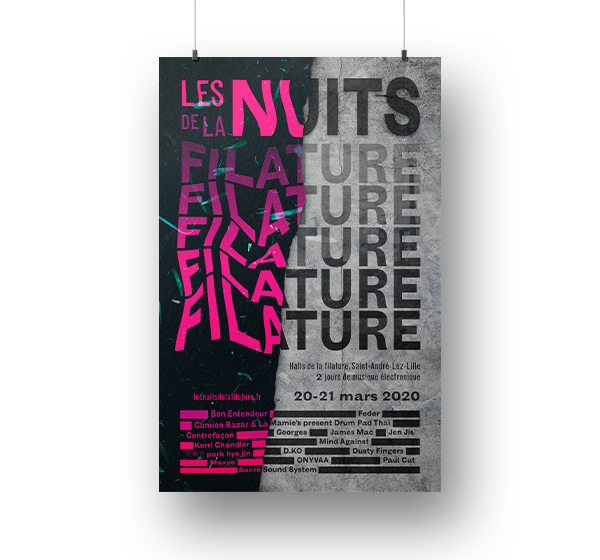 LES NUITS
DE LA
FILATURE
FILATURE
FILATURE
FILATURE
FILATURE
Halls de la filature, Saint-André-Lez-Lille
2 jours de musique électronique
lesnuitsdelafilature.fr 20-21 mars 2020
Bon Entendeur Feder
Camion Bazar & La Mamie's present Drum Pad Thai
Contrefaçon Georges James Mac Jen Jis
Kerri Chandler Mind Against
park hye jin D.KO Dusty Fingers
Maxye ONYVAA Paul Cut
Sacre Sound System